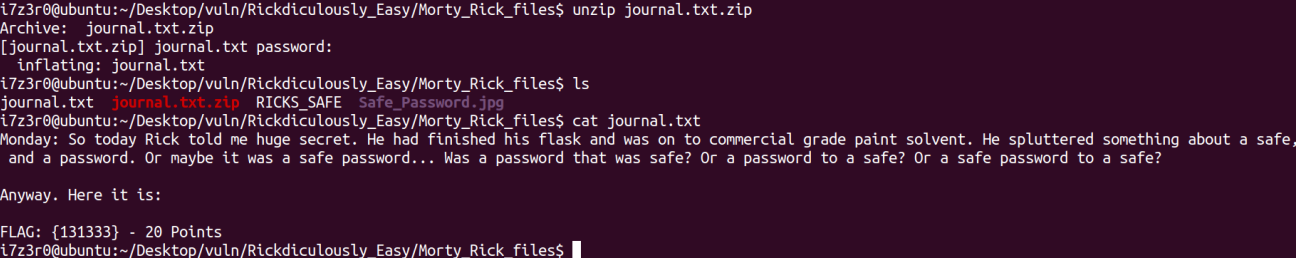 i7z3r0@ubuntu:~/Desktop/vuln/Rickdiculously_Easy/Morty_Rick_files$ unzip journal.txt.zip
Archive:  journal.txt.zip
[journal.txt.zip] journal.txt password:
  inflating: journal.txt
i7z3r0@ubuntu:~/Desktop/vuln/Rickdiculously_Easy/Morty_Rick_files$ ls
journal.txt  journal.txt.zip  RICKS_SAFE  Safe_Password.jpg
i7z3r0@ubuntu:~/Desktop/vuln/Rickdiculously_Easy/Morty_Rick_files$ cat journal.txt
Monday: So today Rick told me huge secret. He had finished his flask and was on to commercial grade paint solvent. He spluttered something about a safe,
 and a password. Or maybe it was a safe password... Was a password that was safe? Or a password to a safe? Or a safe password to a safe?

Anyway. Here it is:

FLAG: {131333} - 20 Points
i7z3r0@ubuntu:~/Desktop/vuln/Rickdiculously_Easy/Morty_Rick_files$